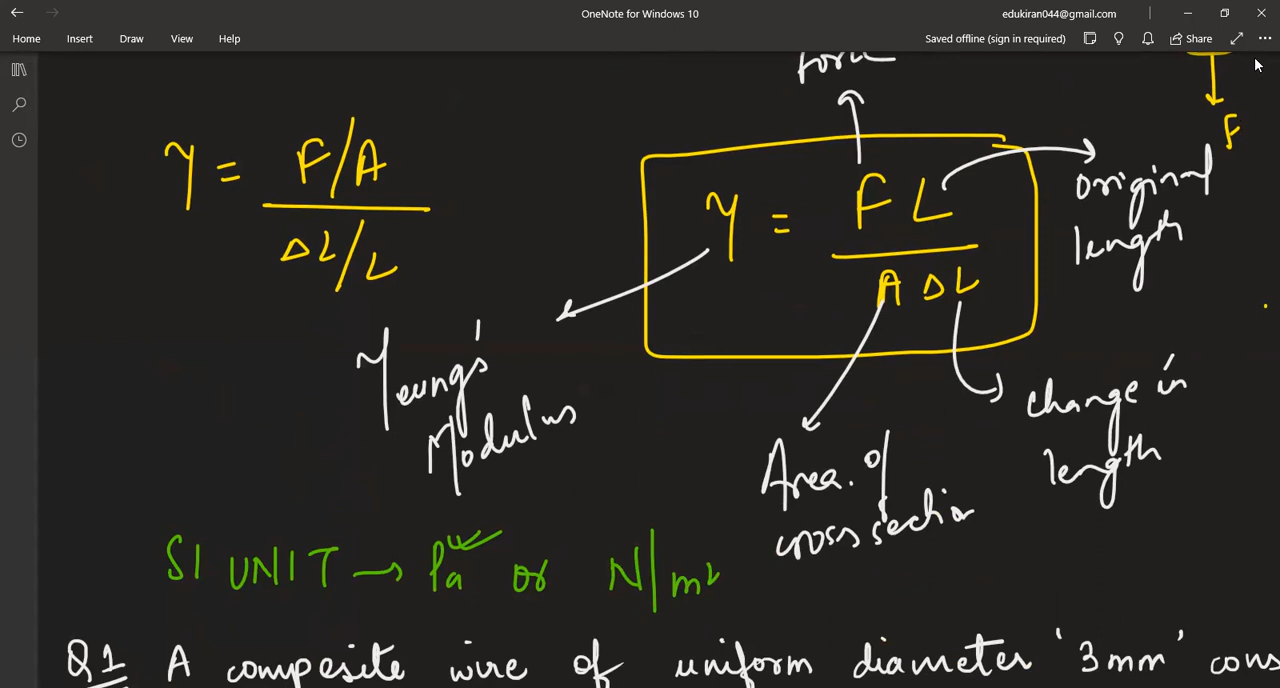 OneNote for Windows 10
edukiran044@gmail.com
Home Insert Draw View Help
Saved offline (sign in required)
Share
force
F
Y = F/A
ΔL/L
Y = F L
A ΔL
original
length
Young's
Modulus
Area of
cross section
change in
length
SI UNIT → Pa or N/m²
Q1 A composite wire of uniform diameter '3mm' cons